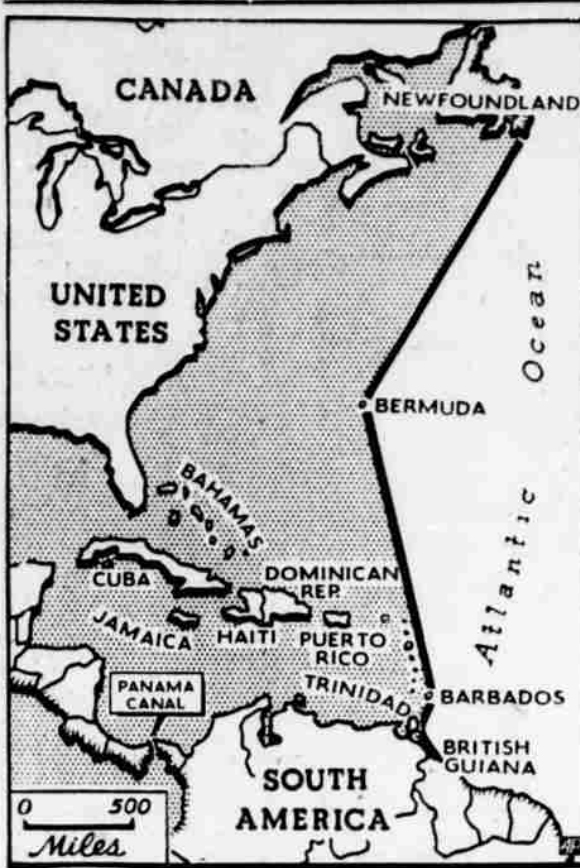 CANADA
NEWFOUNDLAND
UNITED
STATES
Ocean
BERMUDA
Atlantic
BAHAMAS
CUBA
DOMINICAN
REP.
JAMAICA
HAITI
PUERTO
RICO
PANAMA
CANAL
TRINIDAD
BARBADOS
BRITISH
GUIANA
SOUTH
AMERICA
0 500
Miles